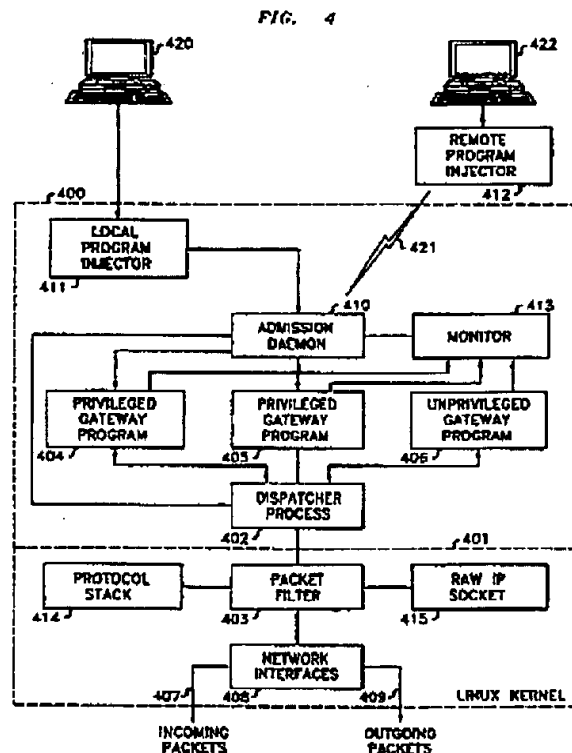 FIG. 4
420
422
REMOTE
PROGRAM
INJECTOR
412
400
LOCAL
PROGRAM
INJECTOR
411
421
410
ADMISSION
DAEMON
413
MONITOR
PRIVILEGED
GATEWAY
PROGRAM
404
PRIVILEGED
GATEWAY
PROGRAM
405
UNPRIVILEGED
GATEWAY
PROGRAM
406
DISPATCHER
PROCESS
402
401
PROTOCOL
STACK
414
PACKET
FILTER
403
RAW IP
SOCKET
415
NETWORK
INTERFACES
407
408
409
LINUX KERNEL
INCOMING
PACKETS
OUTGOING
PACKETS